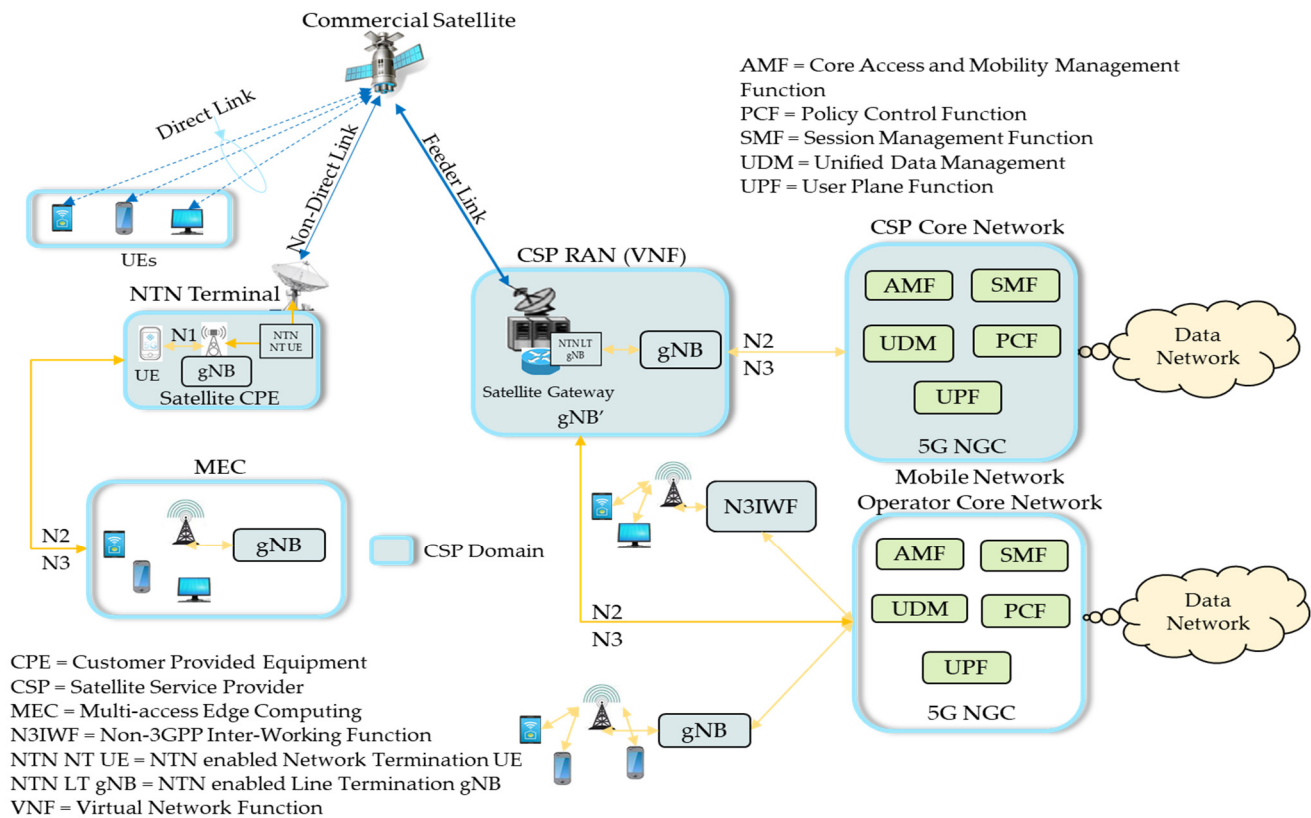 Commercial Satellite
AMF = Core Access and Mobility Management
Function
PCF = Policy Control Function
SMF = Session Management Function
UDM = Unified Data Management
UPF = User Plane Function
Direct Link
Non-Direct Link
Feeder Link
UEs
NTN Terminal
N1
UE
gNB
NTN
NT UE
Satellite CPE
CSP RAN (VNF)
NTN LT
gNB
gNB
Satellite Gateway
gNB’
N2
N3
CSP Core Network
AMF
SMF
UDM
PCF
UPF
5G NGC
Data
Network
MEC
gNB
N2
N3
CSP Domain
N3IWF
N2
N3
gNB
Mobile Network
Operator Core Network
AMF
SMF
UDM
PCF
UPF
5G NGC
Data
Network
CPE = Customer Provided Equipment
CSP = Satellite Service Provider
MEC = Multi-access Edge Computing
N3IWF = Non-3GPP Inter-Working Function
NTN NT UE = NTN enabled Network Termination UE
NTN LT gNB = NTN enabled Line Termination gNB
VNF = Virtual Network Function